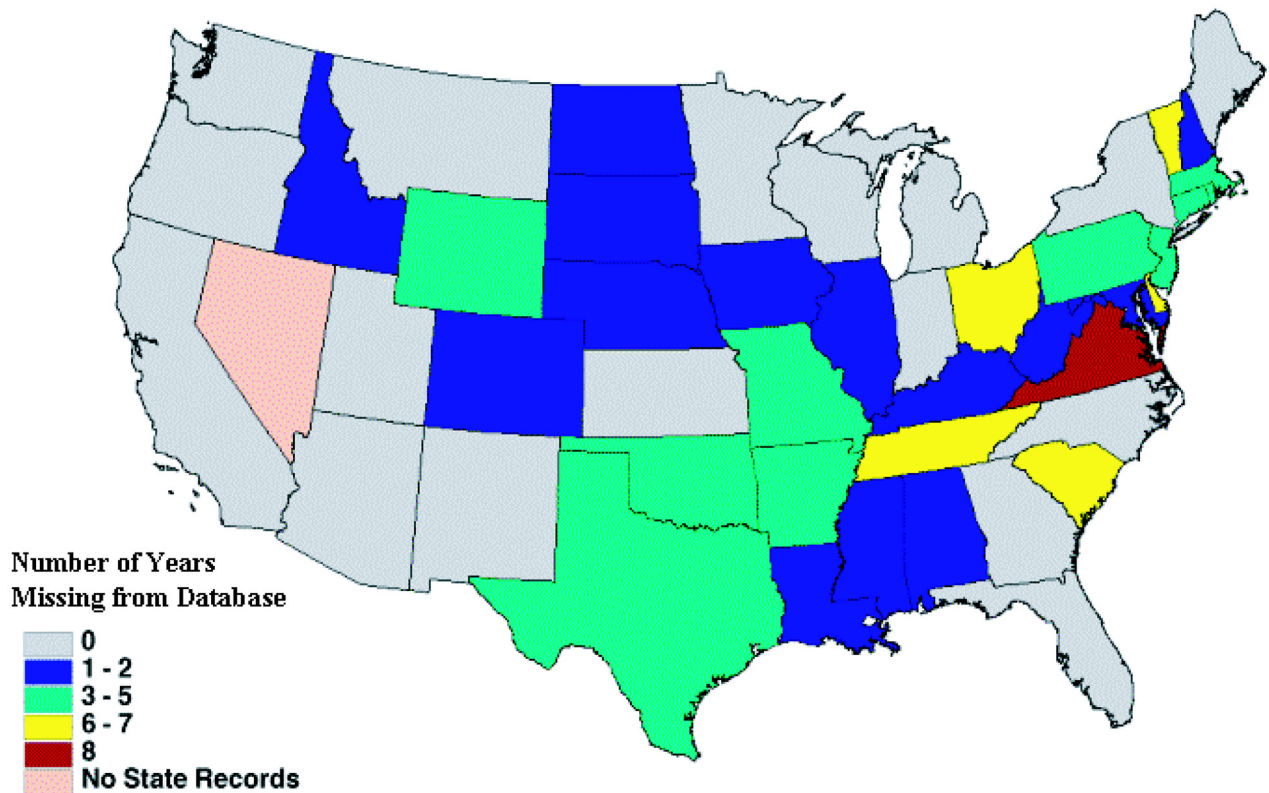 Number of Years
Missing from Database
0
1 - 2
3 - 5
6 - 7
8
No State Records